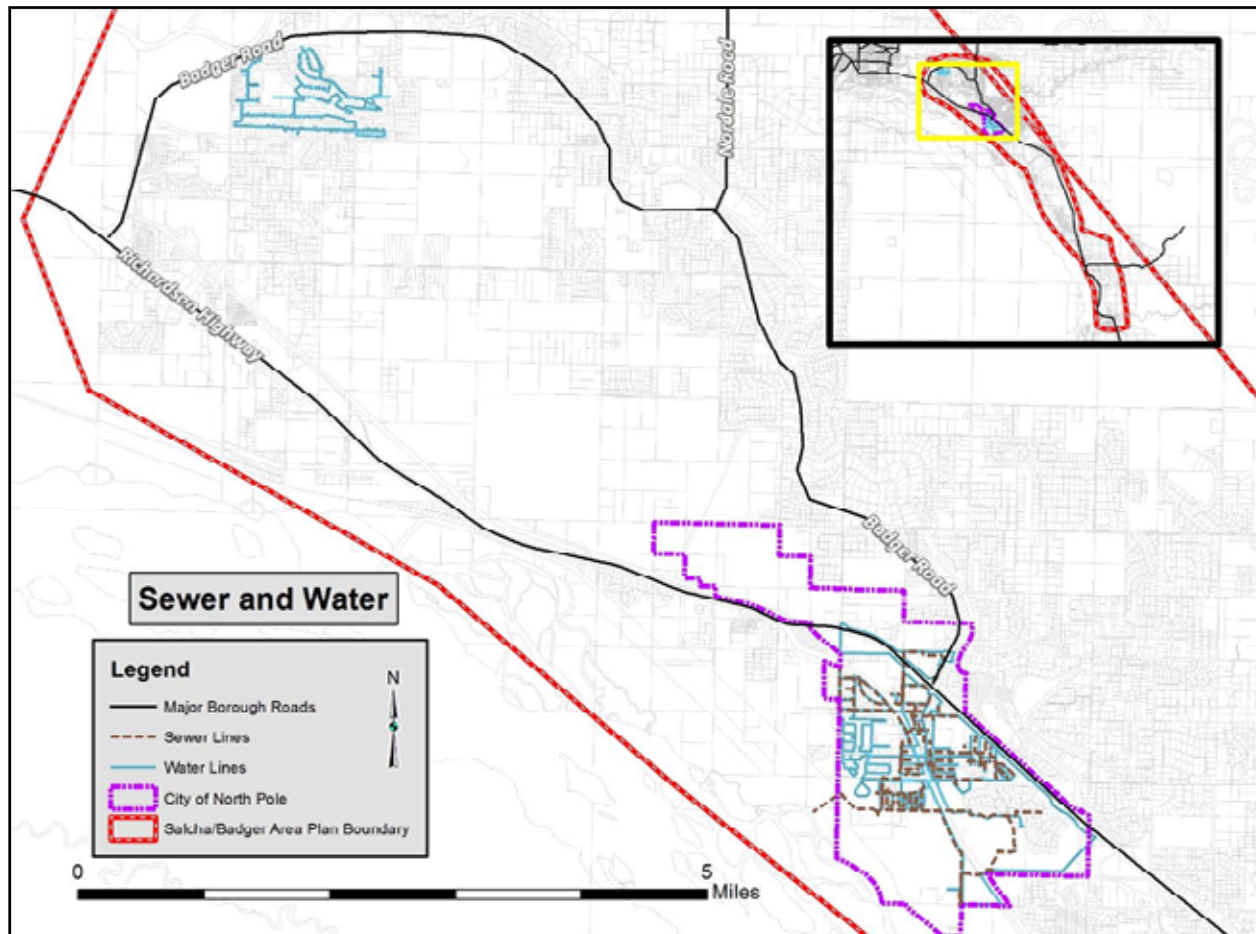 Badger Road
Nordale Road
Richardson Highway
Badger Road
Sewer and Water
Legend
N
Major Borough Roads
Sewer Lines
Water Lines
City of North Pole
Salcha/Badger Area Plan Boundary
0
5
Miles